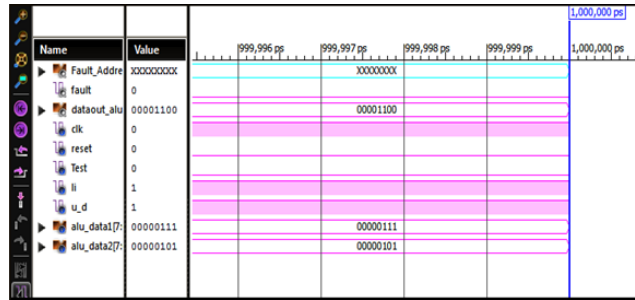 1,000,000 ps
Name Value 999,996 ps 999,997 ps 999,998 ps 999,999 ps 1,000,000 ps
Fault_Addre XXXXXXXX XXXXXXXX
fault 0
dataout_alu 00001100 00001100
clk 0
reset 0
Test 0
li 1
u_d 1
alu_data1[7: 00000111 00000111
alu_data2[7: 00000101 00000101